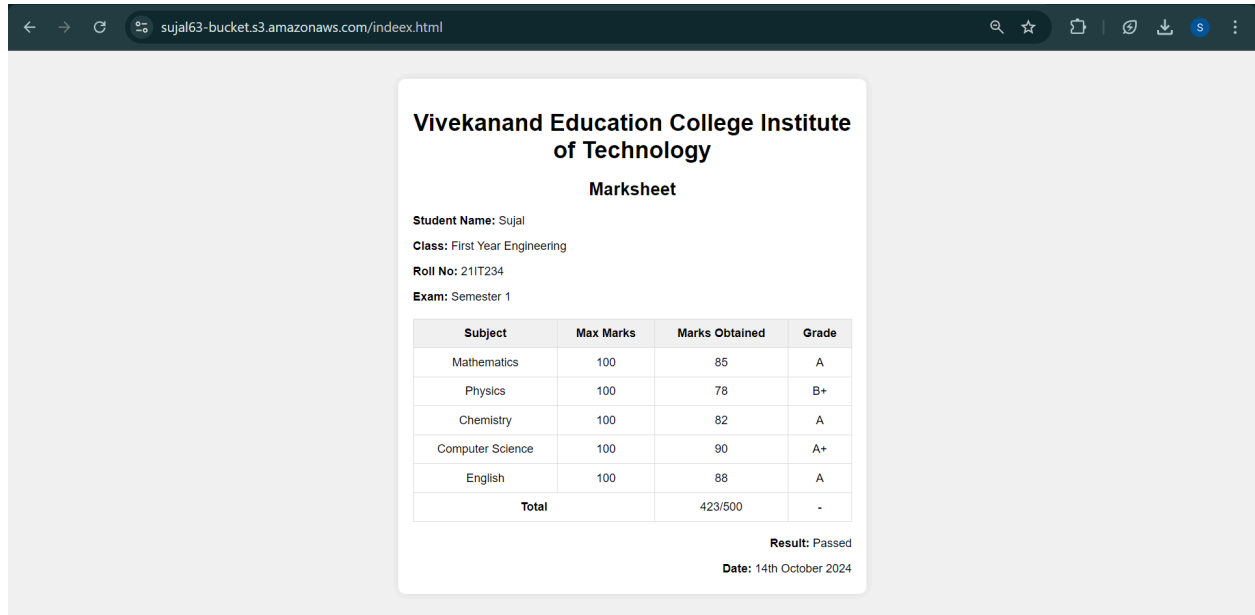 sujal63-bucket.s3.amazonaws.com/indeex.html
S
Vivekanand Education College Institute
of Technology
Marksheet
Student Name: Sujal
Class: First Year Engineering
Roll No: 21IT234
Exam: Semester 1
Subject Max Marks Marks Obtained Grade
Mathematics 100 85 A
Physics 100 78 B+
Chemistry 100 82 A
Computer Science 100 90 A+
English 100 88 A
Total 423/500 -
Result: Passed
Date: 14th October 2024